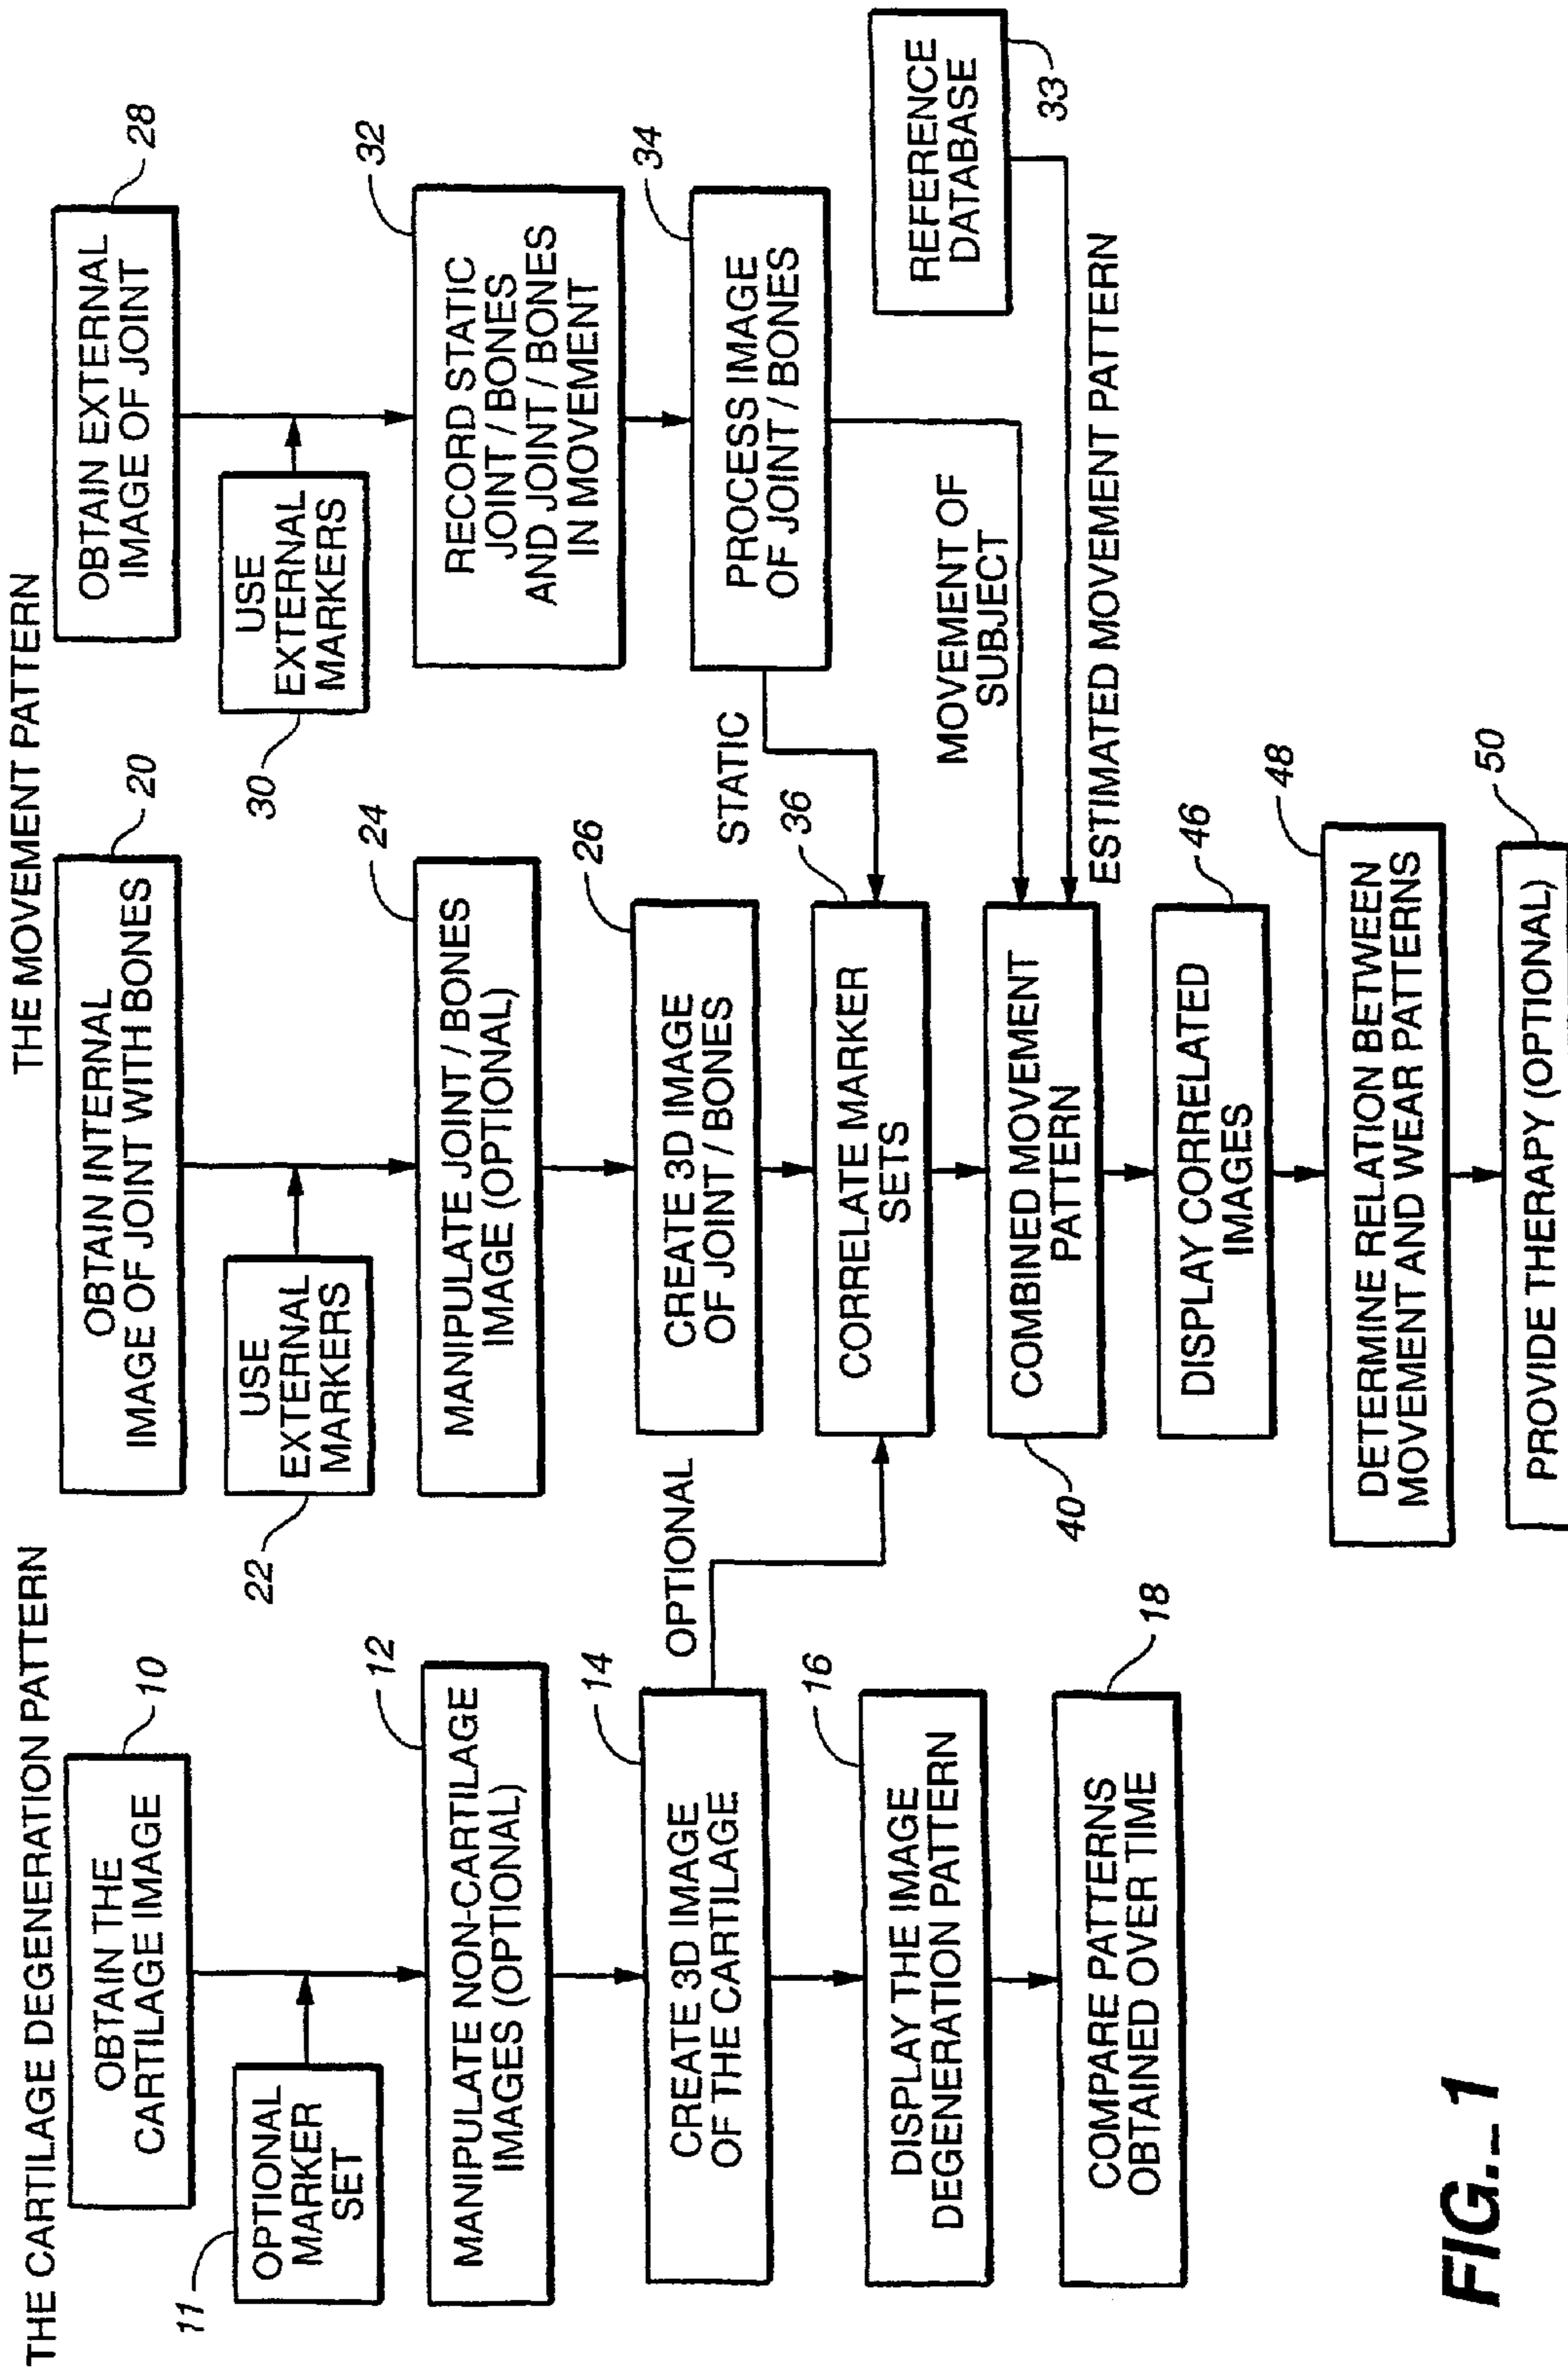 THE CARTILAGE DEGENERATION PATTERN
10
OBTAIN THE
CARTILAGE IMAGE
11
OPTIONAL
MARKER
SET
12
MANIPULATE NON-CARTILAGE
IMAGES (OPTIONAL)
14
CREATE 3D IMAGE
OF THE CARTILAGE
OPTIONAL
16
DISPLAY THE IMAGE
DEGENERATION PATTERN
18
COMPARE PATTERNS
OBTAINED OVER TIME
THE MOVEMENT PATTERN
20
OBTAIN INTERNAL
IMAGE OF JOINT WITH BONES
22
USE
EXTERNAL
MARKERS
24
MANIPULATE JOINT / BONES
IMAGE (OPTIONAL)
26
CREATE 3D IMAGE
OF JOINT / BONES
36
CORRELATE MARKER
SETS
40
COMBINED MOVEMENT
PATTERN
46
DISPLAY CORRELATED
IMAGES
48
DETERMINE RELATION BETWEEN
MOVEMENT AND WEAR PATTERNS
50
PROVIDE THERAPY (OPTIONAL)
28
OBTAIN EXTERNAL
IMAGE OF JOINT
30
USE
EXTERNAL
MARKERS
32
RECORD STATIC
JOINT / BONES
AND JOINT / BONES
IN MOVEMENT
34
PROCESS IMAGE
OF JOINT / BONES
STATIC
MOVEMENT OF
SUBJECT
REFERENCE
DATABASE
33
ESTIMATED MOVEMENT PATTERN
FIG._1